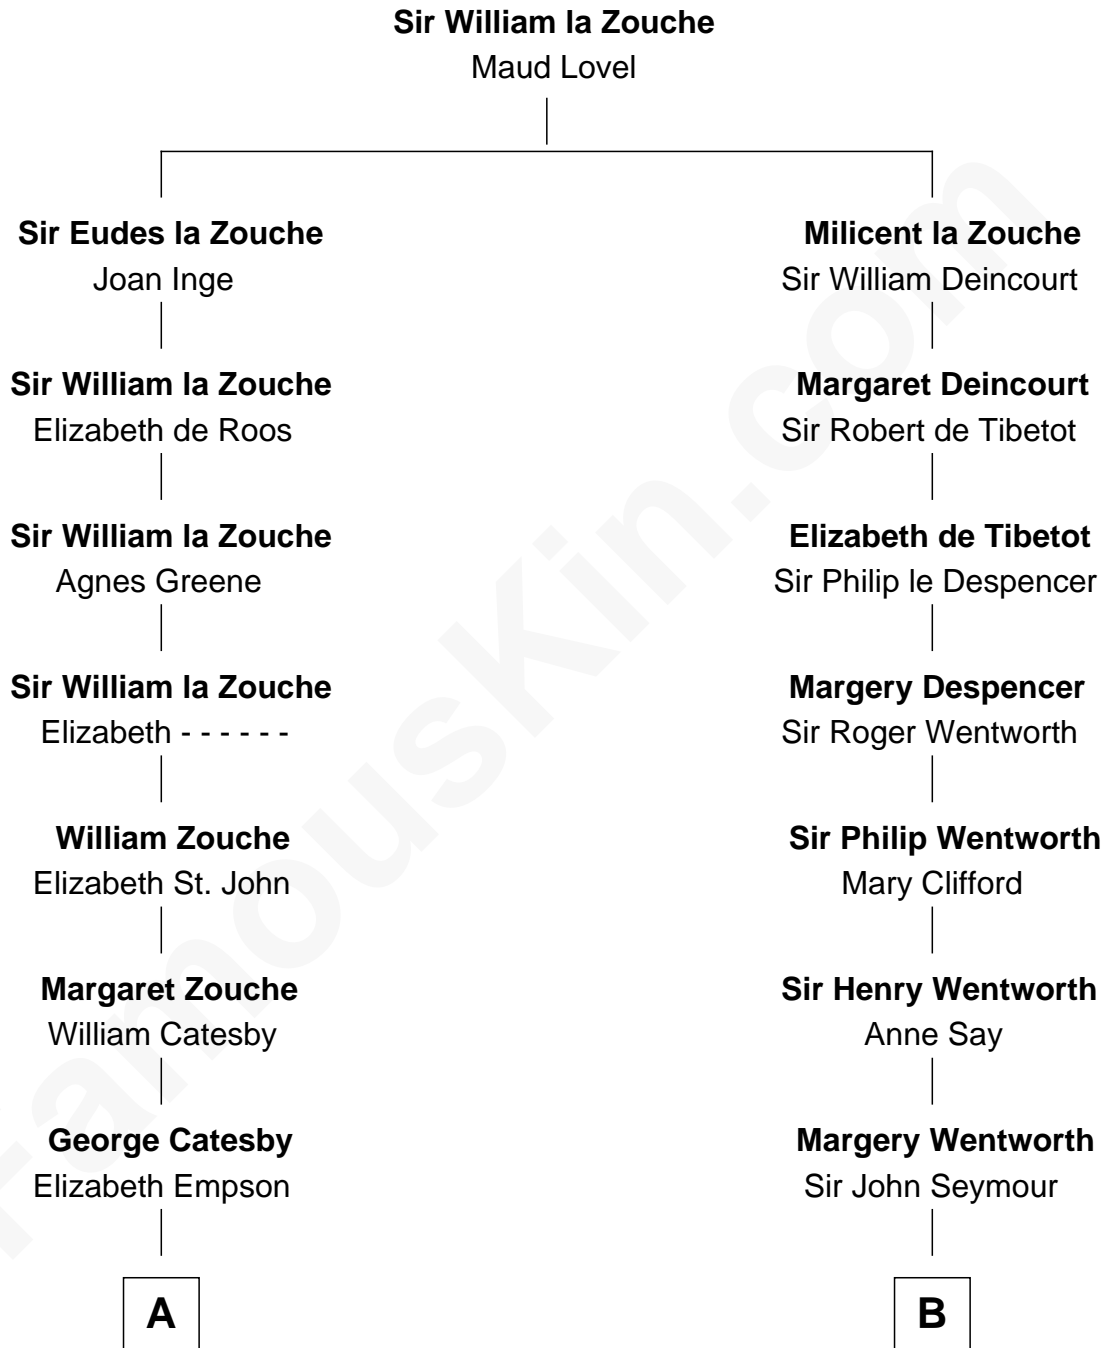 Sir William la Zouche
Maud Lovel
Sir Eudes la Zouche
Joan Inge
Milicent la Zouche
Sir William Deincourt
Sir William la Zouche
Elizabeth de Roos
Margaret Deincourt
Sir Robert de Tibetot
Sir William la Zouche
Agnes Greene
Elizabeth de Tibetot
Sir Philip le Despencer
Sir William la Zouche
Elizabeth - - - - - -
Margery Despencer
Sir Roger Wentworth
William Zouche
Elizabeth St. John
Sir Philip Wentworth
Mary Clifford
Margaret Zouche
William Catesby
Sir Henry Wentworth
Anne Say
George Catesby
Elizabeth Empson
Margery Wentworth
Sir John Seymour
A
B
FamousKin.com